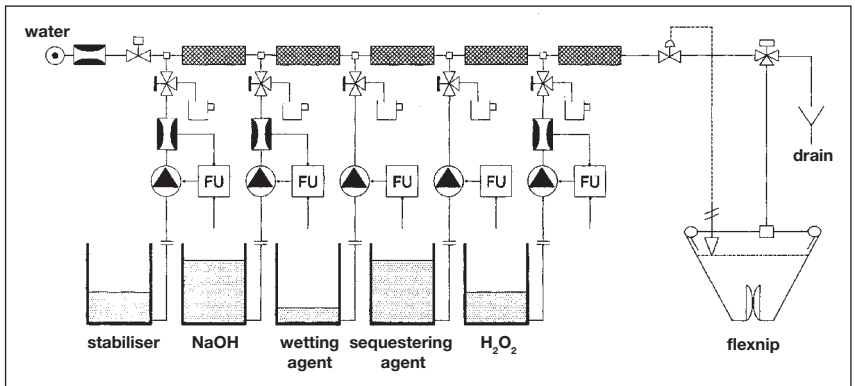 water
FU
FU
FU
FU
FU
drain
stabiliser
NaOH
wetting
agent
sequestering
agent
H₂O₂
flexnip